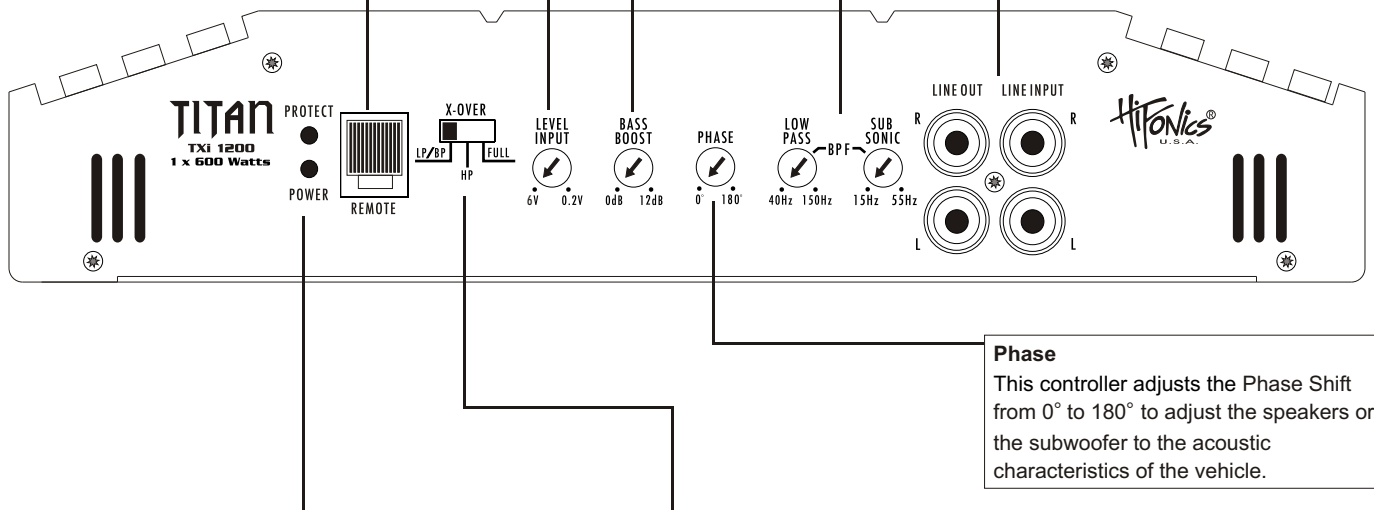 TITAN
TXi 1200
1 x 600 Watts
PROTECT
POWER
REMOTE
X-OVER
LP/BP
HP
FULL
LEVEL
INPUT
6V 0.2V
BASS
BOOST
0dB 12dB
PHASE
0° 180°
LOW
PASS
40Hz 150Hz
BPF
SUB
SONIC
15Hz 55Hz
LINE OUT LINE INPUT
R R
L L
HiFonics®
U.S.A.
Phase
This controller adjusts the Phase Shift
from 0° to 180° to adjust the speakers or
the subwoofer to the acoustic
characteristics of the vehicle.